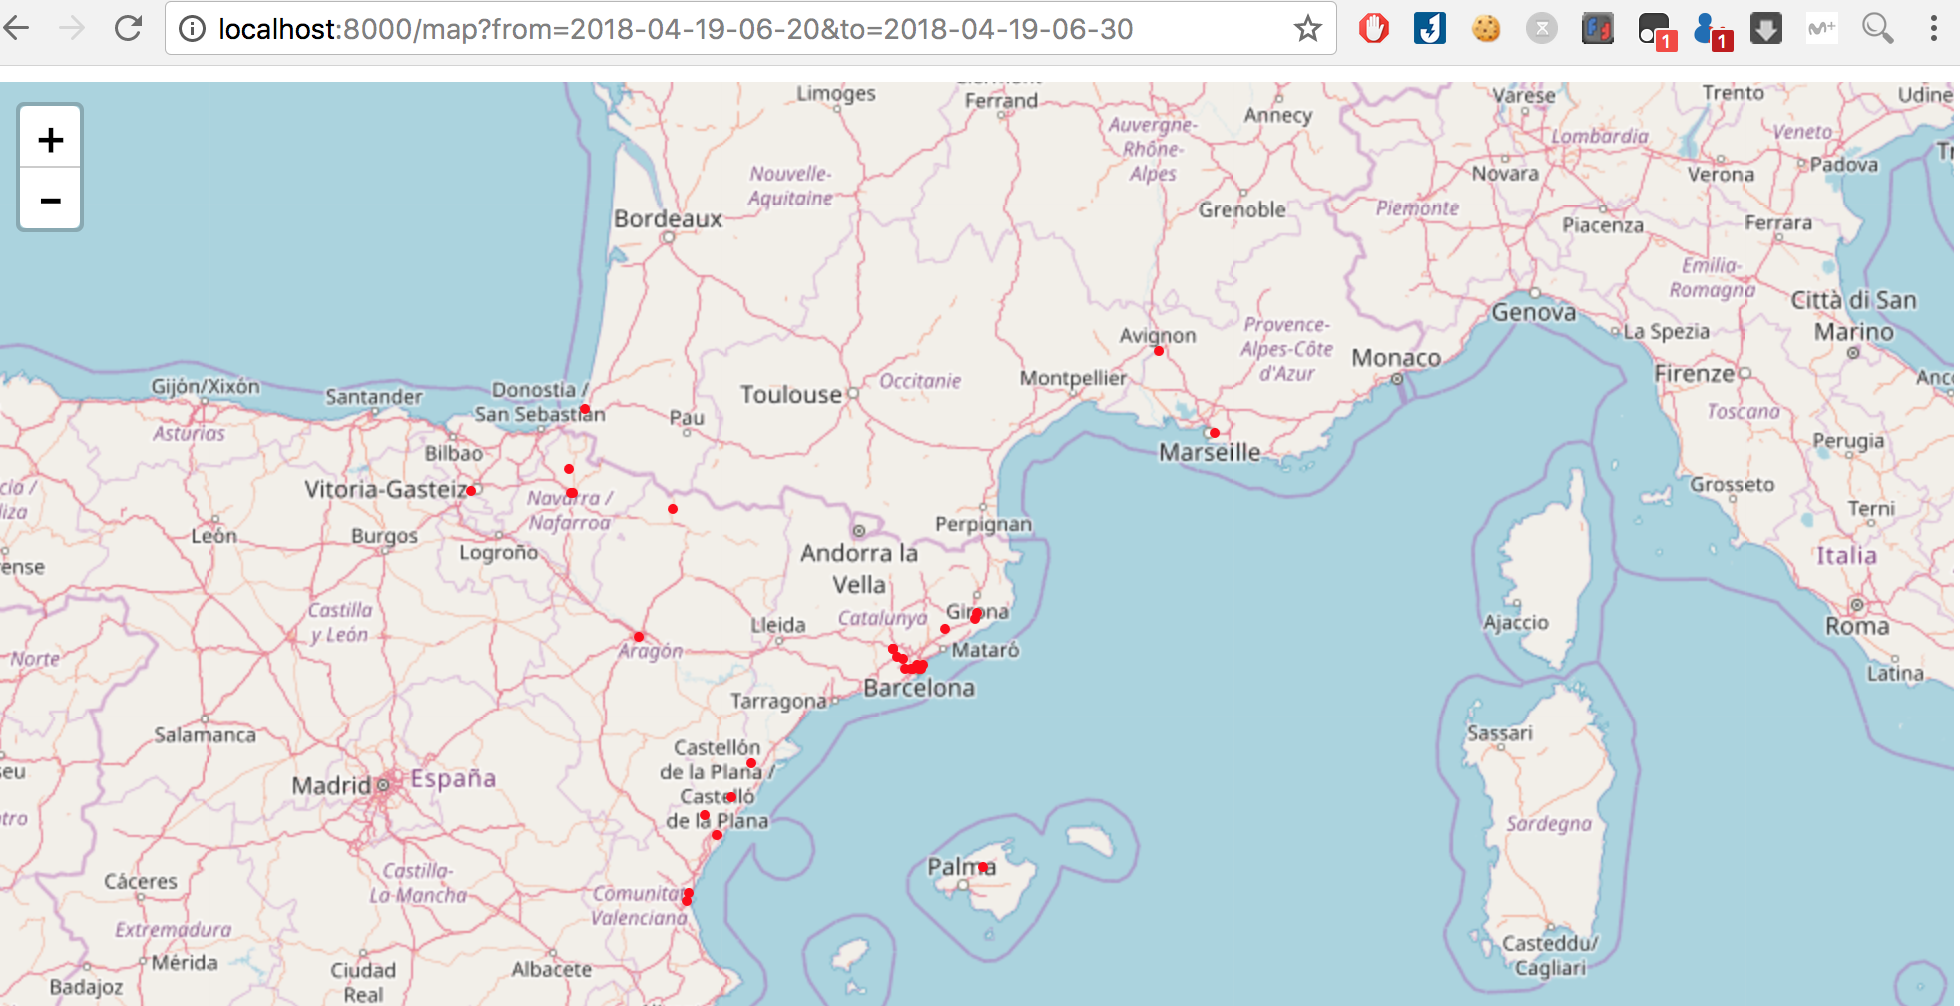 localhost:8000/map?from=2018-04-19-06-20&to=2018-04-19-06-30
1
1
+
−
Limoges
Ferrand
Annecy
Varese
Trento
Udine
Auvergne-
Rhône-
Alpes
Lombardia
Veneto
Padova
Nouvelle-
Aquitaine
Novara
Verona
Bordeaux
Grenoble
Piemonte
Piacenza
Ferrara
Emilia-
Romagna
Città di San
Marino
Genova
La Spezia
Avignon
Provence-
Alpes-Côte
d'Azur
Monaco
Firenze
Gijón/Xixón
Santander
Donostia /
San Sebastián
Toulouse
Occitanie
Montpellier
Pau
Asturias
Toscana
Perugia
Bilbao
Marseille
Vitoria-Gasteiz
Navarra /
Nafarroa
Grosseto
Terni
León
Burgos
Logroño
Perpignan
Andorra la
Vella
Italia
Castilla
y León
Lleida
Catalunya
Girona
Ajaccio
Roma
Norte
Aragón
Mataró
Latina
Barcelona
Tarragona
Salamanca
Castellón
de la Plana /
Castelló
de la Plana
Sassari
Madrid
España
Sardegna
Cáceres
Castilla-
La Mancha
Comunitat
Valenciana
Palma
Extremadura
Mérida
Ciudad
Real
Albacete
Badajoz
Casteddu/
Cagliari